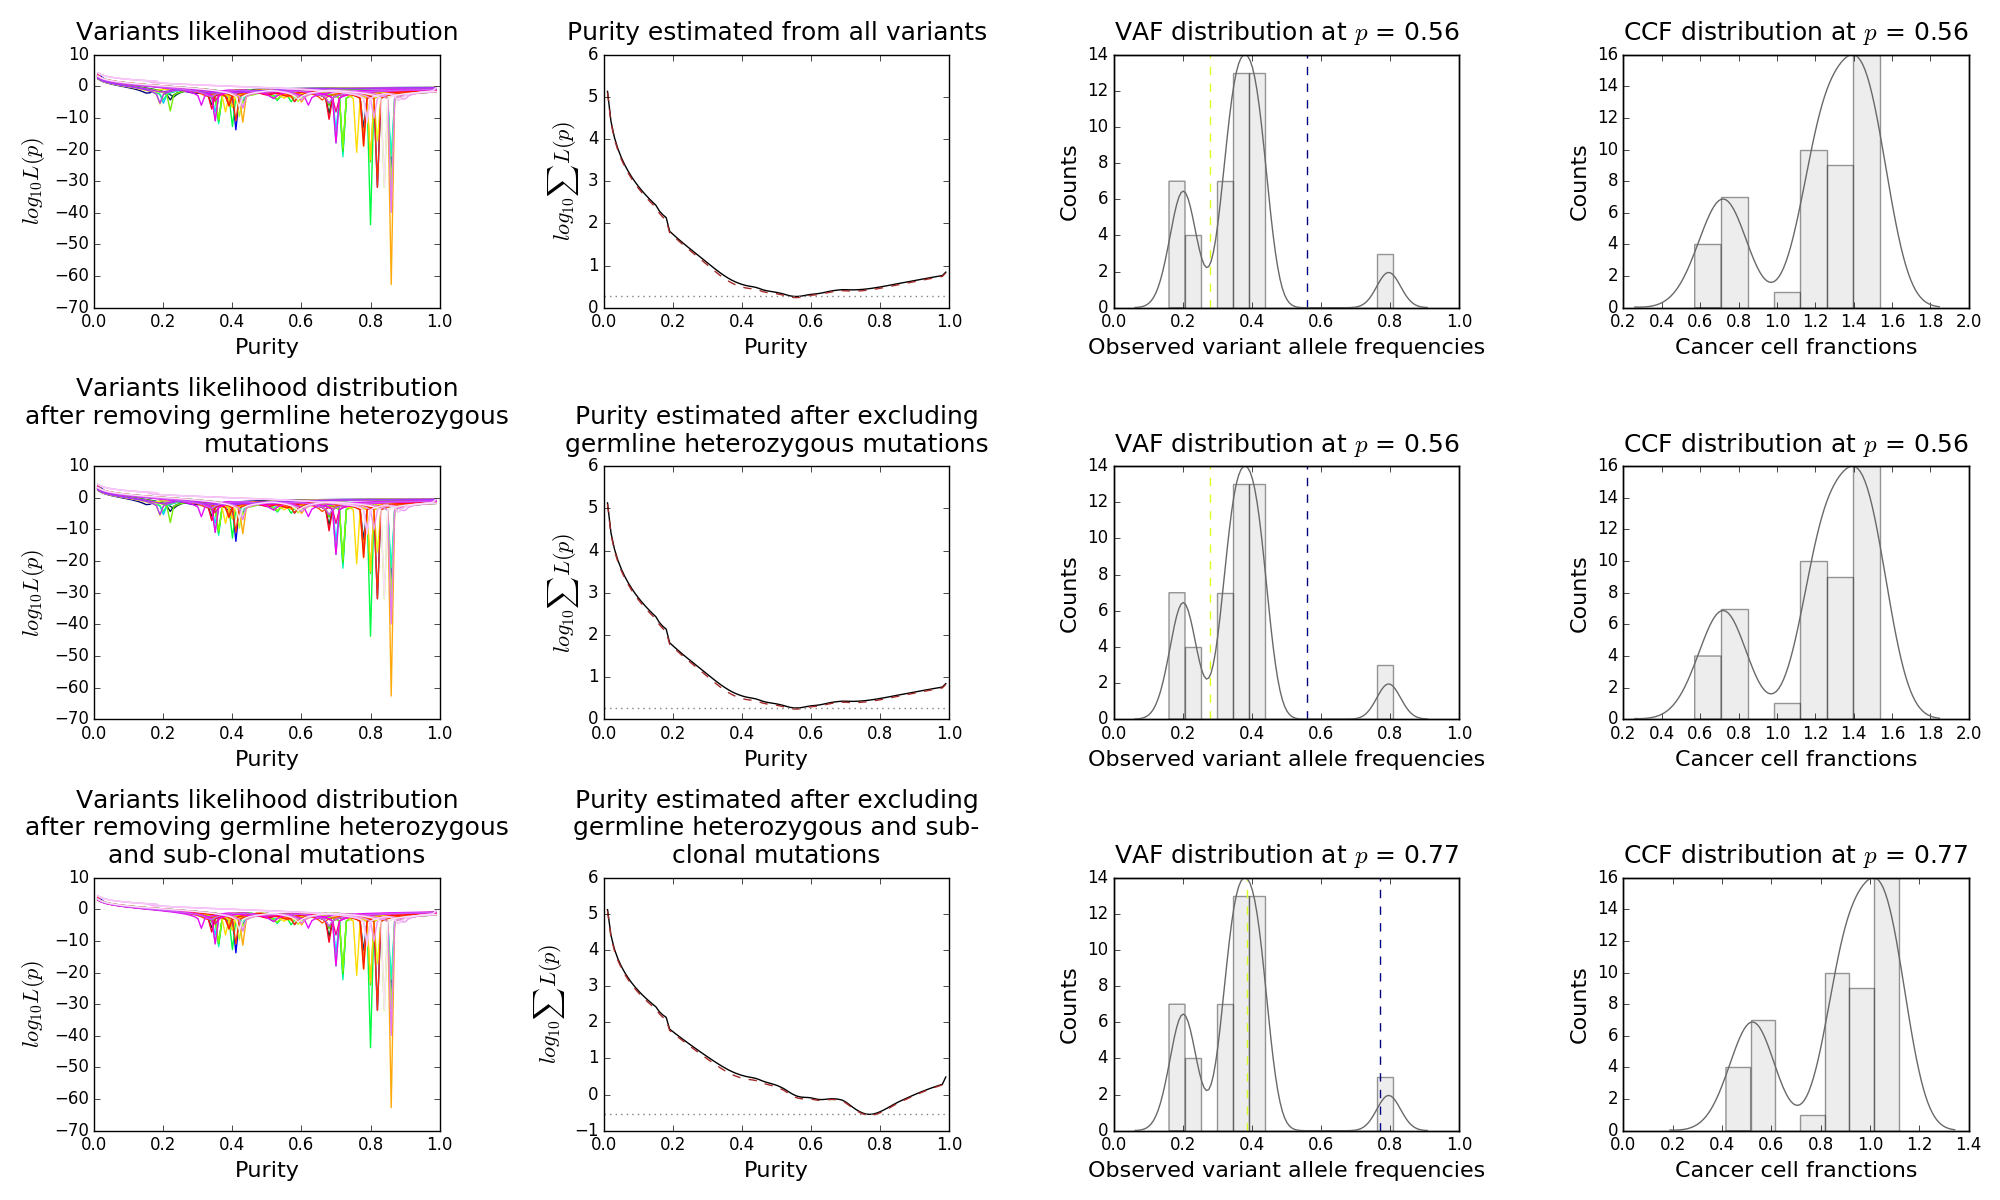 Variants likelihood distribution
10
0
−10
−20
−30
−40
−50
−60
−70
log₁₀L(p)
0.0 0.2 0.4 0.6 0.8 1.0
Purity
Purity estimated from all variants
6
5
4
3
2
1
0
log₁₀∑L(p)
0.0 0.2 0.4 0.6 0.8 1.0
Purity
VAF distribution at p = 0.56
14
12
10
8
6
4
2
0
Counts
0.0 0.2 0.4 0.6 0.8 1.0
Observed variant allele frequencies
CCF distribution at p = 0.56
16
14
12
10
8
6
4
2
0
Counts
0.2 0.4 0.6 0.8 1.0 1.2 1.4 1.6 1.8 2.0
Cancer cell franctions
Variants likelihood distribution
after removing germline heterozygous
mutations
10
0
−10
−20
−30
−40
−50
−60
−70
log₁₀L(p)
0.0 0.2 0.4 0.6 0.8 1.0
Purity
Purity estimated after excluding
germline heterozygous mutations
6
5
4
3
2
1
0
log₁₀∑L(p)
0.0 0.2 0.4 0.6 0.8 1.0
Purity
VAF distribution at p = 0.56
14
12
10
8
6
4
2
0
Counts
0.0 0.2 0.4 0.6 0.8 1.0
Observed variant allele frequencies
CCF distribution at p = 0.56
16
14
12
10
8
6
4
2
0
Counts
0.2 0.4 0.6 0.8 1.0 1.2 1.4 1.6 1.8 2.0
Cancer cell franctions
Variants likelihood distribution
after removing germline heterozygous
and sub-clonal mutations
10
0
−10
−20
−30
−40
−50
−60
−70
log₁₀L(p)
0.0 0.2 0.4 0.6 0.8 1.0
Purity
Purity estimated after excluding
germline heterozygous and sub-
clonal mutations
6
5
4
3
2
1
0
−1
log₁₀∑L(p)
0.0 0.2 0.4 0.6 0.8 1.0
Purity
VAF distribution at p = 0.77
14
12
10
8
6
4
2
0
Counts
0.0 0.2 0.4 0.6 0.8 1.0
Observed variant allele frequencies
CCF distribution at p = 0.77
16
14
12
10
8
6
4
2
0
Counts
0.0 0.2 0.4 0.6 0.8 1.0 1.2 1.4
Cancer cell franctions